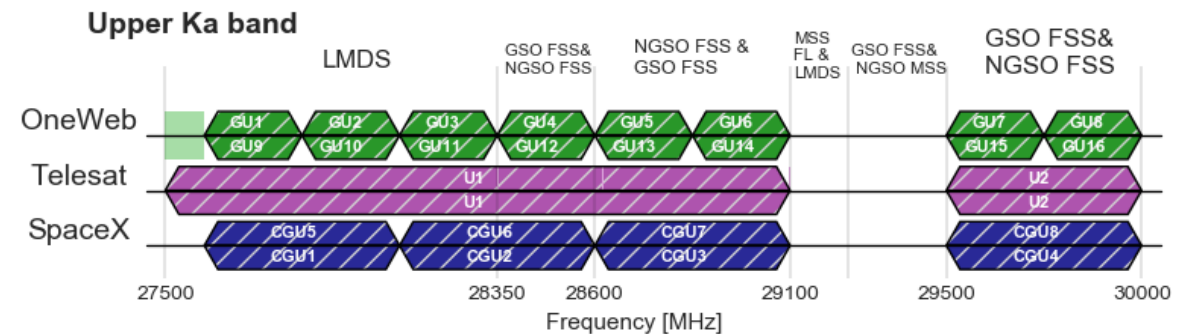 Upper Ka band
LMDS
GSO FSS&
NGSO FSS
NGSO FSS &
GSO FSS
MSS
FL &
LMDS
GSO FSS&
NGSO MSS
GSO FSS&
NGSO FSS
OneWeb
GU1 GU2 GU3 GU4 GU5 GU6 GU7 GU8
GU9 GU10 GU11 GU12 GU13 GU14 GU15 GU16
Telesat
U1 U2
U1 U2
SpaceX
CGU5 CGU6 CGU7 CGU8
CGU1 CGU2 CGU3 CGU4
27500 28350 28600 29100 29500 30000
Frequency [MHz]